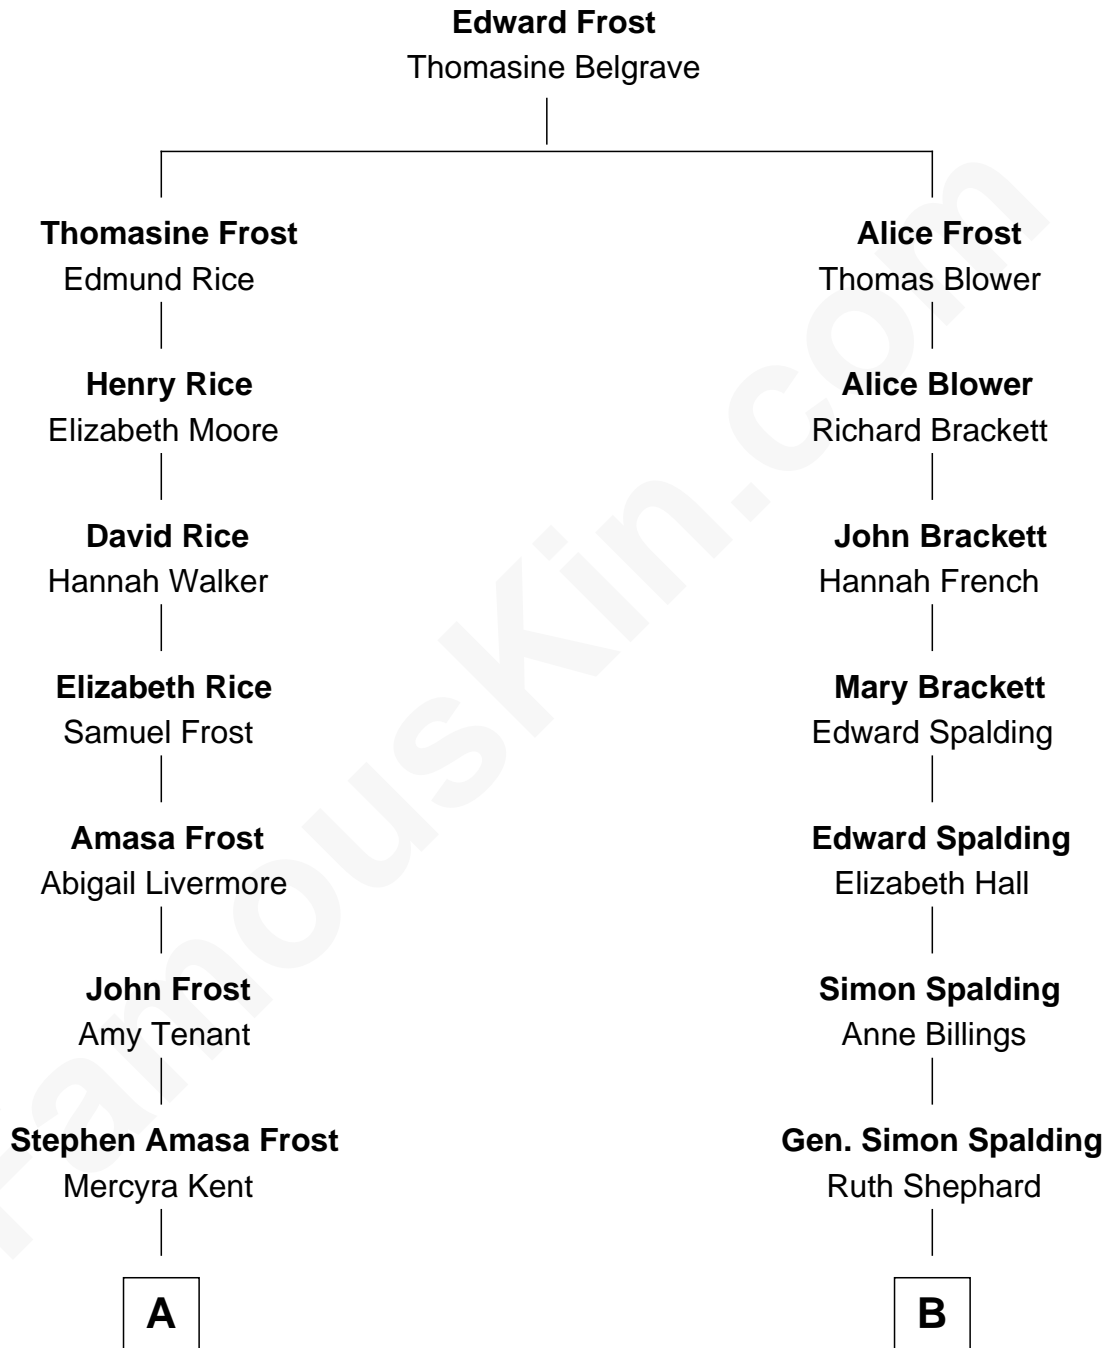 Edward Frost
Thomasine Belgrave
Thomasine Frost
Edmund Rice
Alice Frost
Thomas Blower
Henry Rice
Elizabeth Moore
Alice Blower
Richard Brackett
David Rice
Hannah Walker
John Brackett
Hannah French
Elizabeth Rice
Samuel Frost
Mary Brackett
Edward Spalding
Amasa Frost
Abigail Livermore
Edward Spalding
Elizabeth Hall
John Frost
Amy Tenant
Simon Spalding
Anne Billings
Stephen Amasa Frost
Mercyra Kent
Gen. Simon Spalding
Ruth Shephard
A
B
FamousKin.com